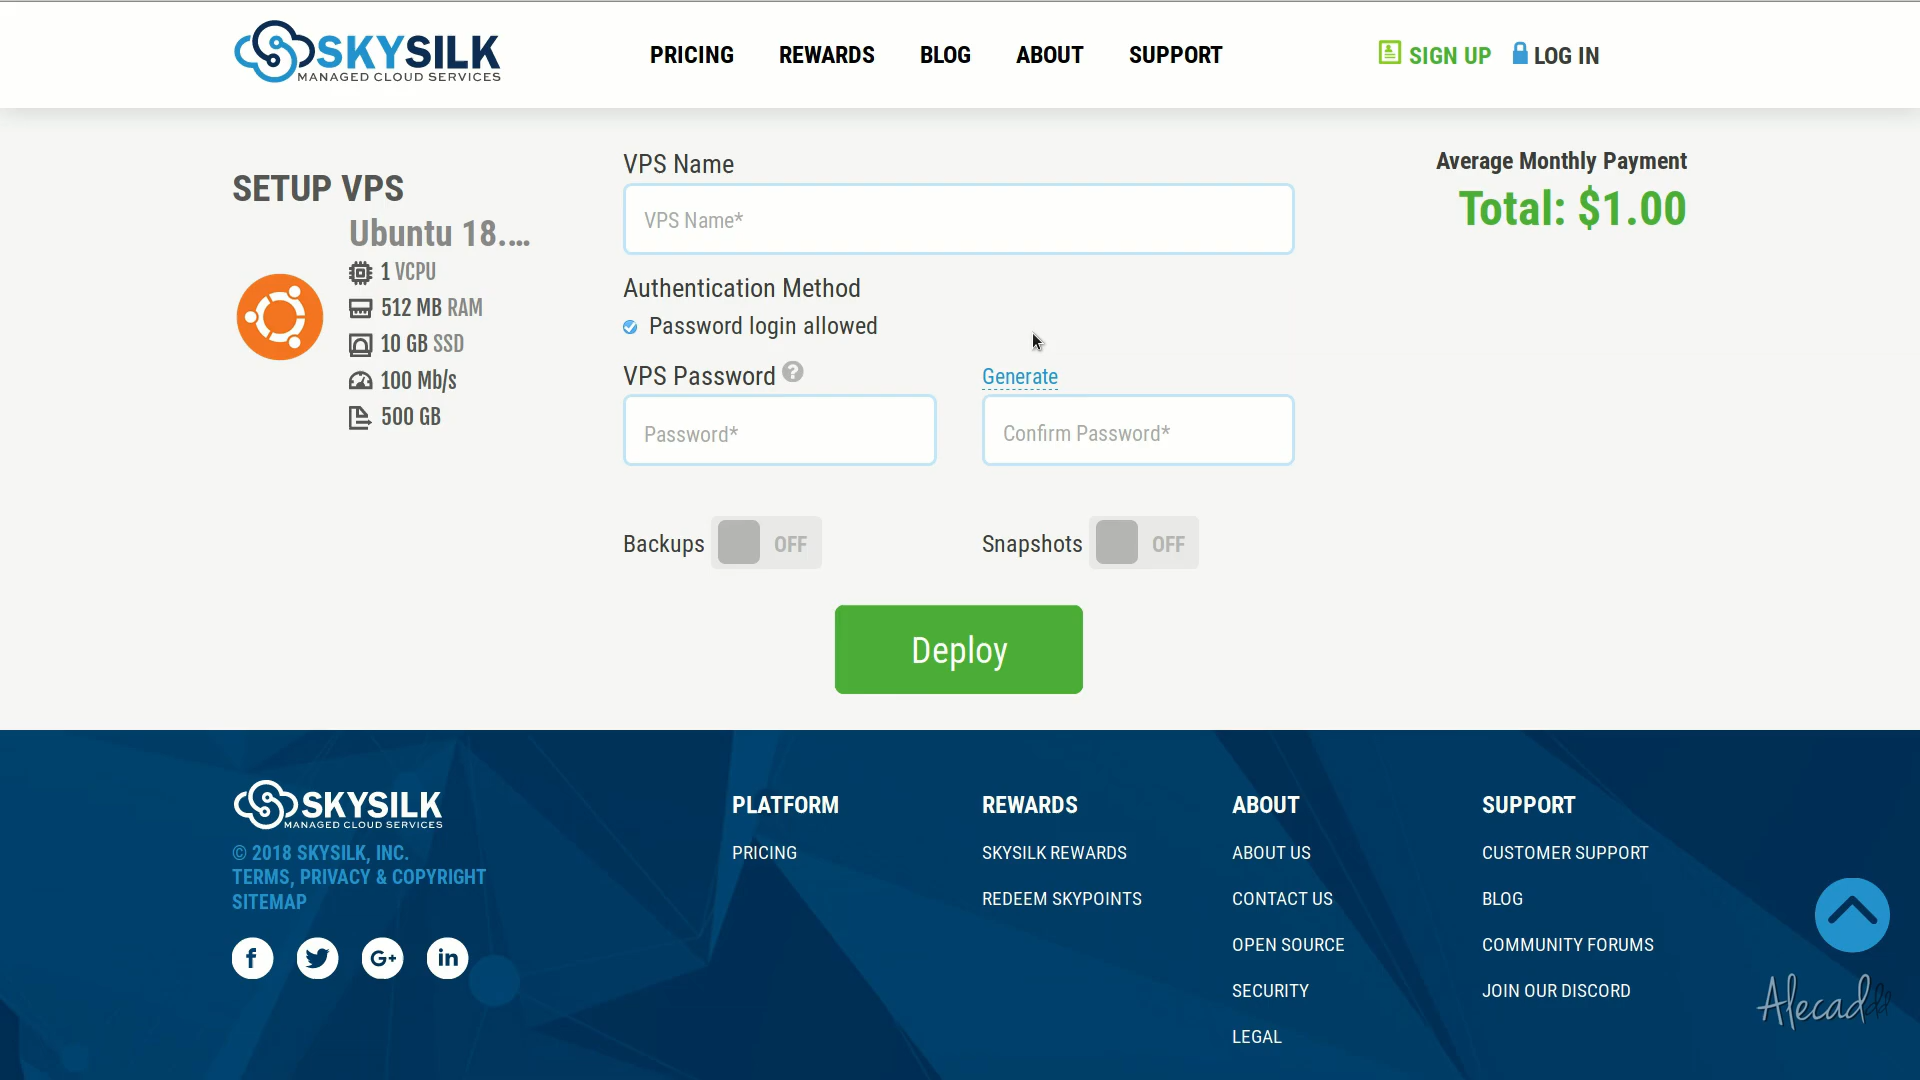 SKYSILK
MANAGED CLOUD SERVICES
PRICING
REWARDS
BLOG
ABOUT
SUPPORT
SIGN UP
LOG IN
SETUP VPS
Ubuntu 18....
1 VCPU
512 MB RAM
10 GB SSD
100 Mb/s
500 GB
VPS Name
VPS Name*
Authentication Method
Password login allowed
VPS Password ?
Generate
Password*
Confirm Password*
Backups OFF
Snapshots OFF
Deploy
Average Monthly Payment
Total: $1.00
SKYSILK
MANAGED CLOUD SERVICES
© 2018 SKYSILK, INC.
TERMS, PRIVACY & COPYRIGHT
SITEMAP
f
G+
in
PLATFORM
PRICING
REWARDS
SKYSILK REWARDS
REDEEM SKYPOINTS
ABOUT
ABOUT US
CONTACT US
OPEN SOURCE
SECURITY
LEGAL
SUPPORT
CUSTOMER SUPPORT
BLOG
COMMUNITY FORUMS
JOIN OUR DISCORD
Alecaddd